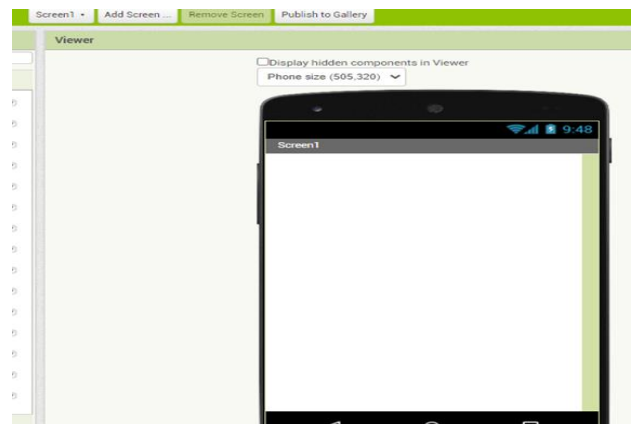 Screen1 Add Screen ... Remove Screen Publish to Gallery
Viewer
Display hidden components in Viewer
Phone size (505,320)
9:48
Screen1